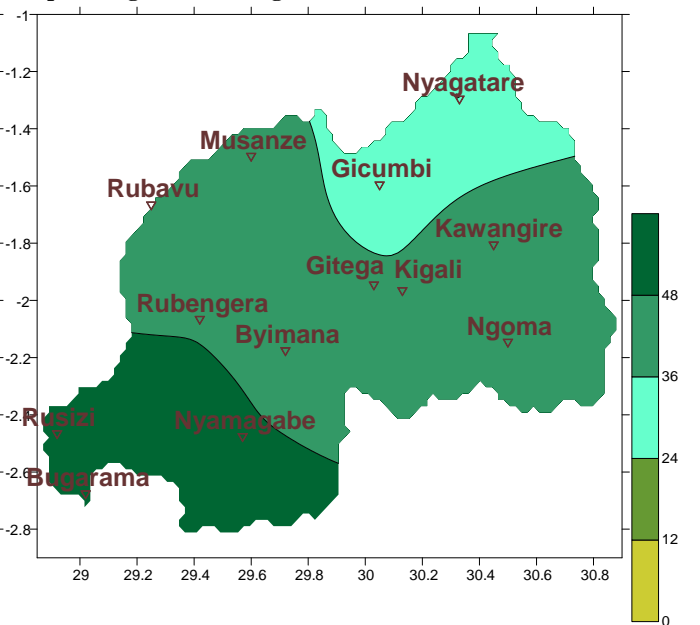 -1
-1.2
Nyagatare
-1.4
Musanze
Gicumbi
-1.6
Rubavu
-1.8
Kawangire
Gitega
Kigali
-2
Rubengera
48
Byimana
Ngoma
-2.2
36
Rusizi
Nyamagabe
24
Bugarama
-2.8
12
29
29.2
29.4
29.6
29.8
30
30.2
30.4
30.6
30.8
0